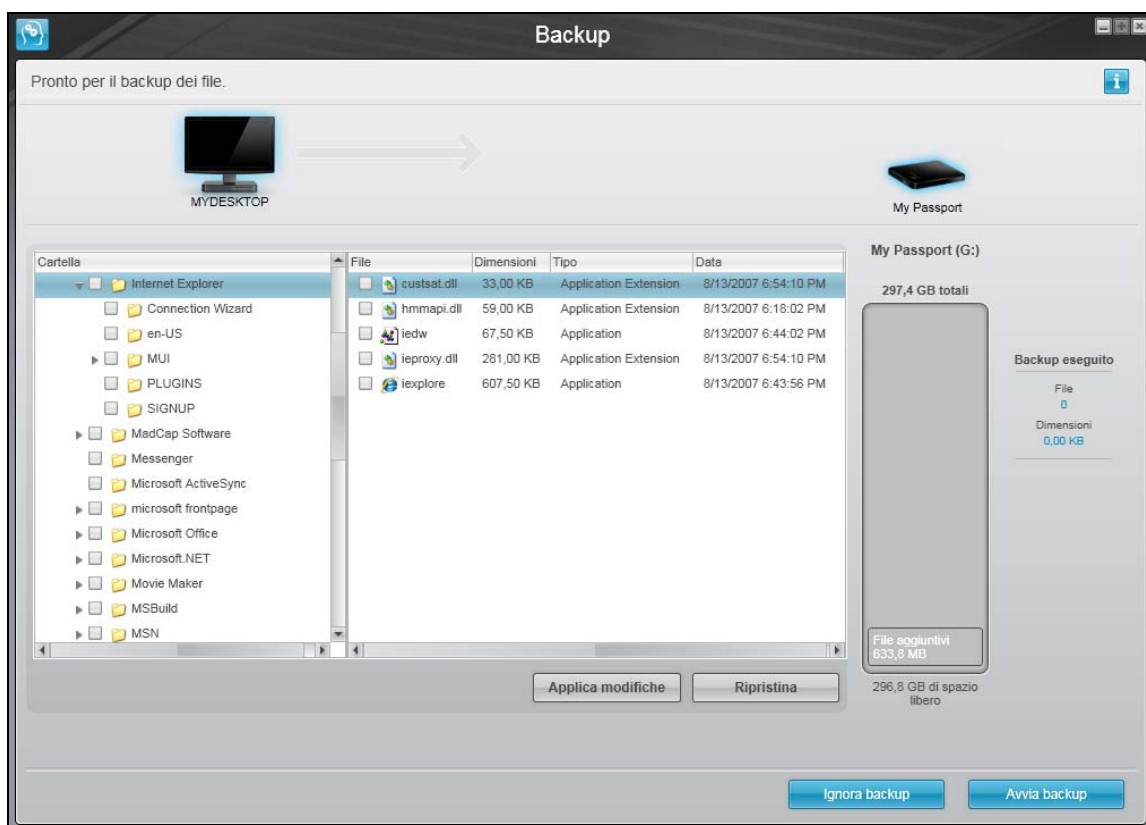 Backup
Pronto per il backup dei file.
MYDESKTOP
My Passport
Cartella
Internet Explorer
Connection Wizard
en-US
MUI
PLUGINS
SIGNUP
MadCap Software
Messenger
Microsoft ActiveSync
microsoft frontpage
Microsoft Office
Microsoft.NET
Movie Maker
MSBuild
MSN
File Dimensioni Tipo Data
custsat.dll 33,00 KB Application Extension 8/13/2007 6:54:10 PM
hmmapi.dll 59,00 KB Application Extension 8/13/2007 6:18:02 PM
iedw 67,50 KB Application 8/13/2007 6:44:02 PM
ieproxy.dll 281,00 KB Application Extension 8/13/2007 6:54:10 PM
iexplore 607,50 KB Application 8/13/2007 6:43:56 PM
Applica modifiche
Ripristina
My Passport (G:)
297,4 GB totali
File aggiuntivi
633,8 MB
296,8 GB di spazio
libero
Backup eseguito
File
0
Dimensioni
0,00 KB
Ignora backup
Avvia backup